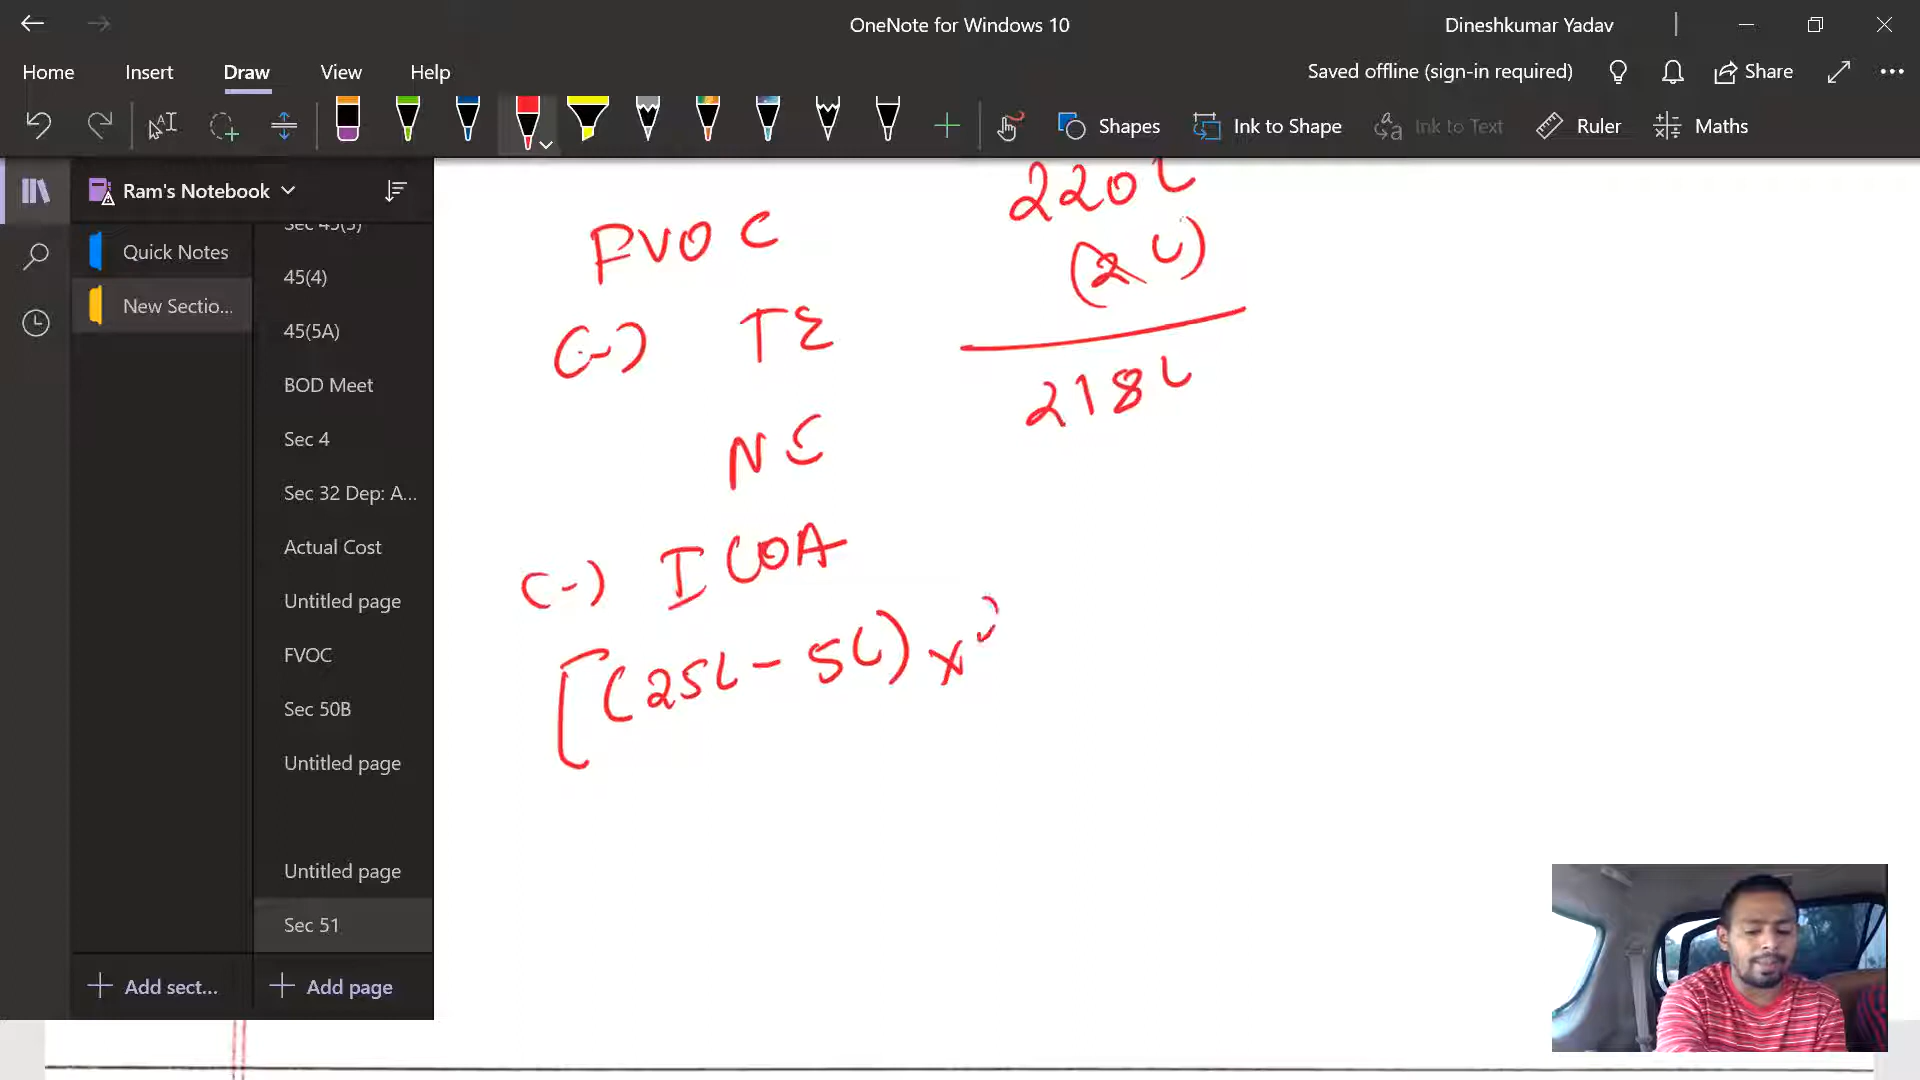 OneNote for Windows 10
Dineshkumar Yadav
Home Insert Draw View Help
Saved offline (sign-in required)
Share
Shapes
Ink to Shape
Ink to Text
Ruler
Maths
Ram's Notebook
Quick Notes
New Sectio...
Sec 45(5)
45(4)
45(5A)
BOD Meet
Sec 4
Sec 32 Dep: A...
Actual Cost
Untitled page
FVOC
Sec 50B
Untitled page
Untitled page
Sec 51
Add sect...
Add page
220L
FVOC (2L)
(-) TE
218L
NC
(-) ICOA
[(25L - 5L) x